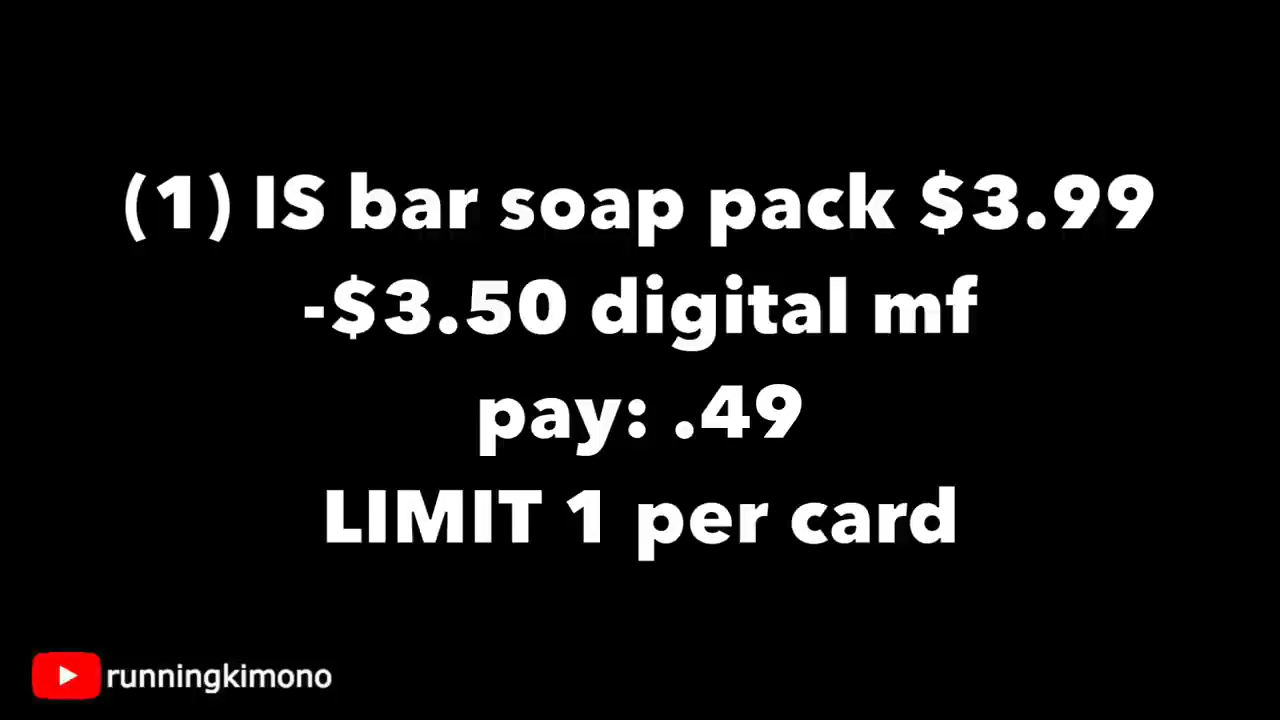 (1) IS bar soap pack $3.99
-$3.50 digital mf
pay: .49
LIMIT 1 per card
runningkimono